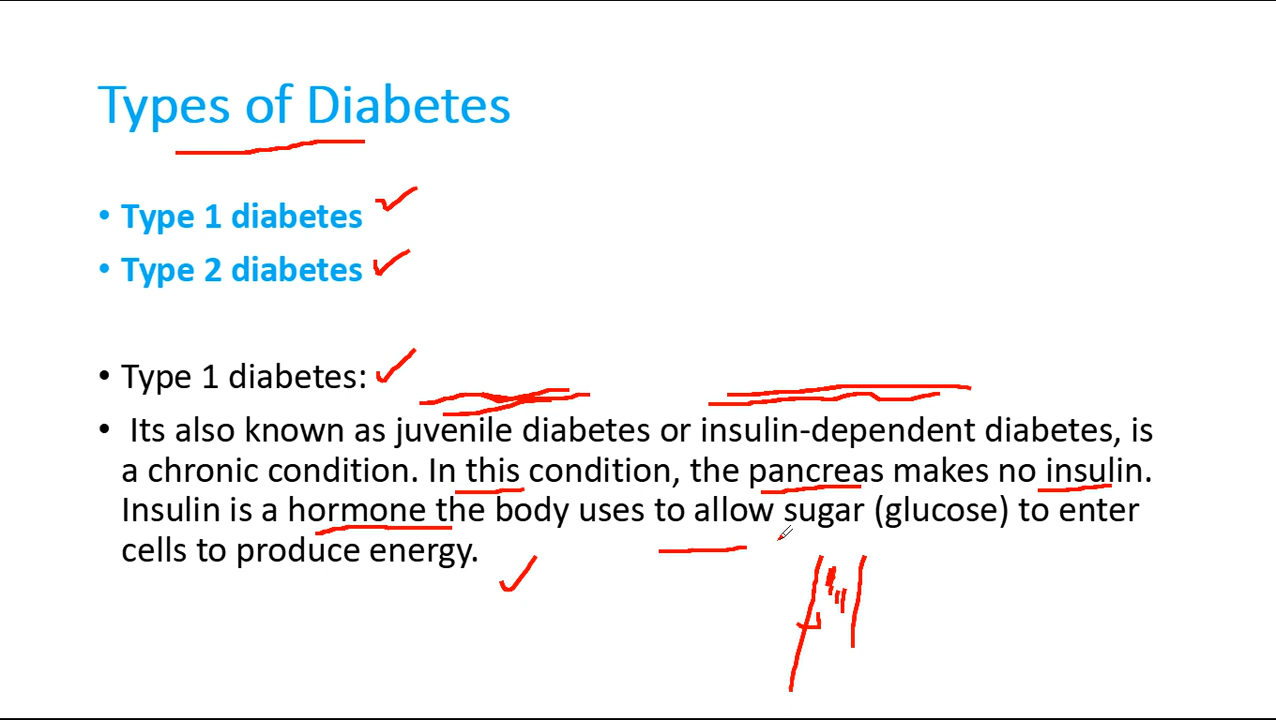 Types of Diabetes
• Type 1 diabetes
• Type 2 diabetes
• Type 1 diabetes:
• Its also known as juvenile diabetes or insulin-dependent diabetes, is
a chronic condition. In this condition, the pancreas makes no insulin.
Insulin is a hormone the body uses to allow sugar (glucose) to enter
cells to produce energy.